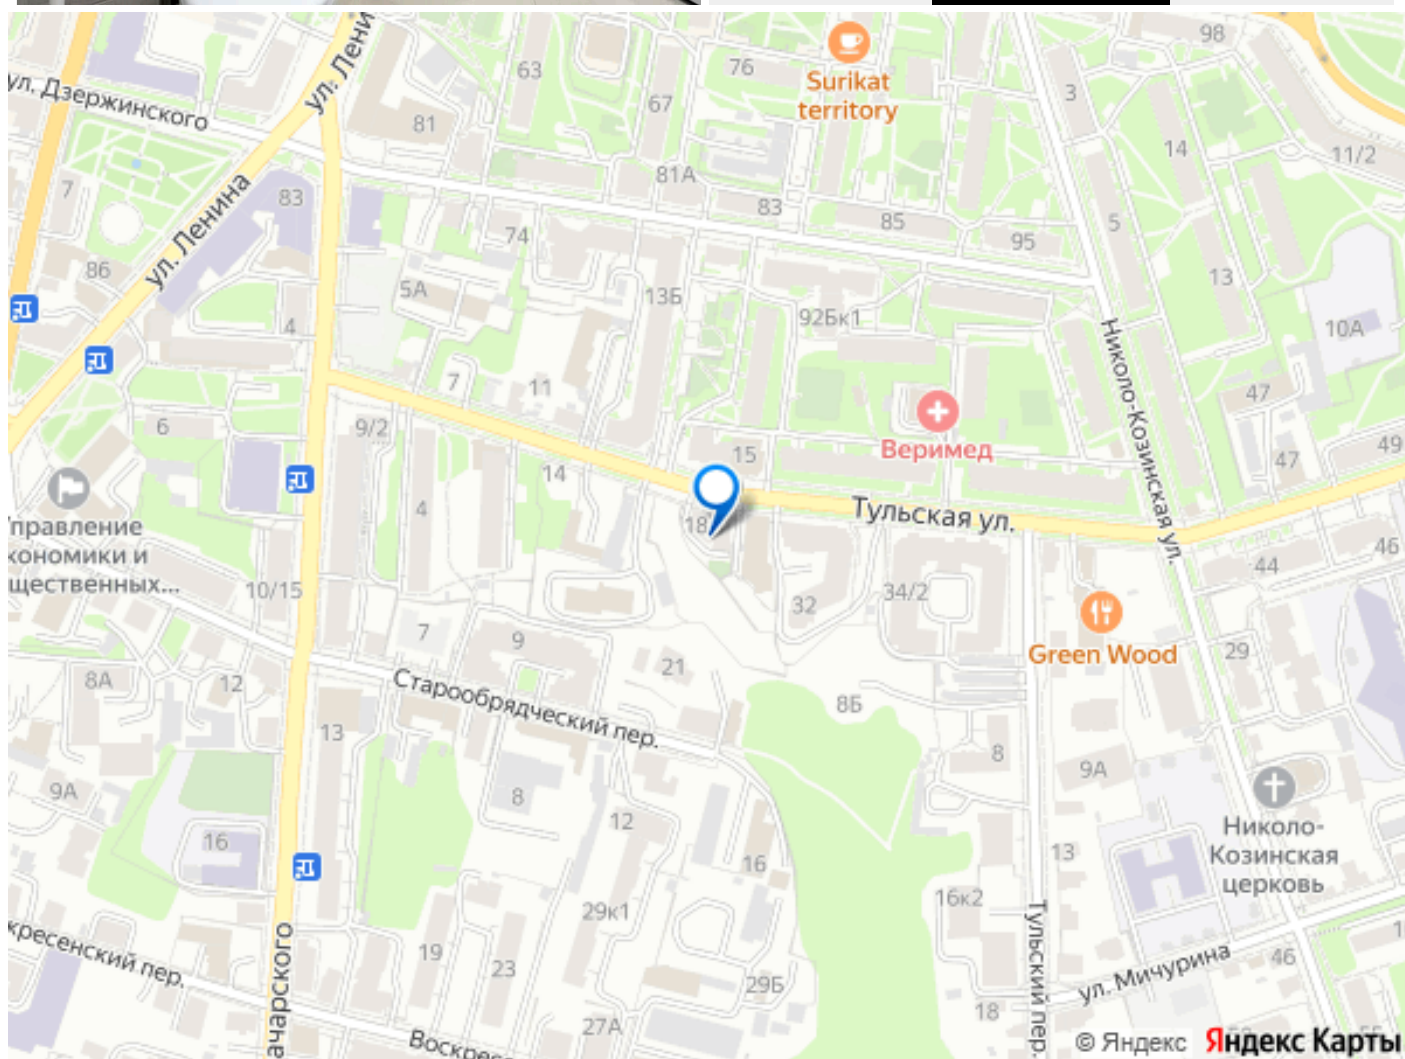 98
63
76
Surikat
territory
ул. Лени
67
3
ул. Дзержинского
81
14
11/2
81А
7
83
83
85
5
74
95
ул. Ленина
86
5А
13Б
13
4
92Бк1
10А
Николо-Козинская ул.
7
11
47
6
9/2
Веримед
15
47
49
14
4
18
Тульская ул.
Управление
кономики и
щественных...
46
44
10/15
32
34/2
7
9
Green Wood
29
21
8А
12
Старообрядческий пер.
8Б
13
8
9А
9А
8
12
16
16
Николо-
Козинская
церковь
13
29к1
16к2
кресенский пер.
19
23
Тульский пер.
ул. Мичурина
46
1
ачарского
29Б
18
27А
Воскресе
© Яндекс
Яндекс Карты